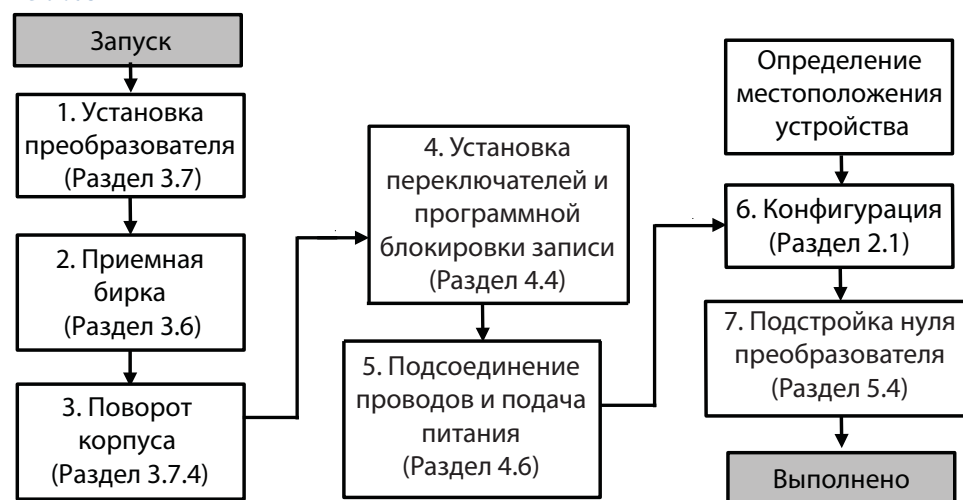 Запуск
1. Установка
преобразователя
(Раздел 3.7)
2. Приемная
бирка
(Раздел 3.6)
3. Поворот
корпуса
(Раздел 3.7.4)
4. Установка
переключателей и
программной
блокировки записи
(Раздел 4.4)
5. Подсоединение
проводов и подача
питания
(Раздел 4.6)
Определение
местоположения
устройства
6. Конфигурация
(Раздел 2.1)
7. Подстройка нуля
преобразователя
(Раздел 5.4)
Выполнено